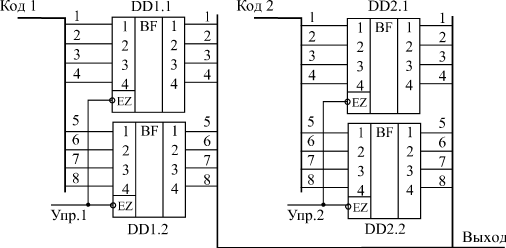 Код 1 DD1.1 Код 2 DD2.1
1 1 BF 1 1 1 1 BF 1 1
2 2 2 2 2 2 2 2
3 3 3 3 3 3 3 3
4 4 4 4 4 4 4 4
EZ EZ
5 1 BF 1 5 5 1 BF 1 5
6 2 2 6 6 2 2 6
7 3 3 7 7 3 3 7
8 4 4 8 8 4 4 8
EZ EZ
Упр.1 DD1.2 Упр.2 DD2.2
Выход